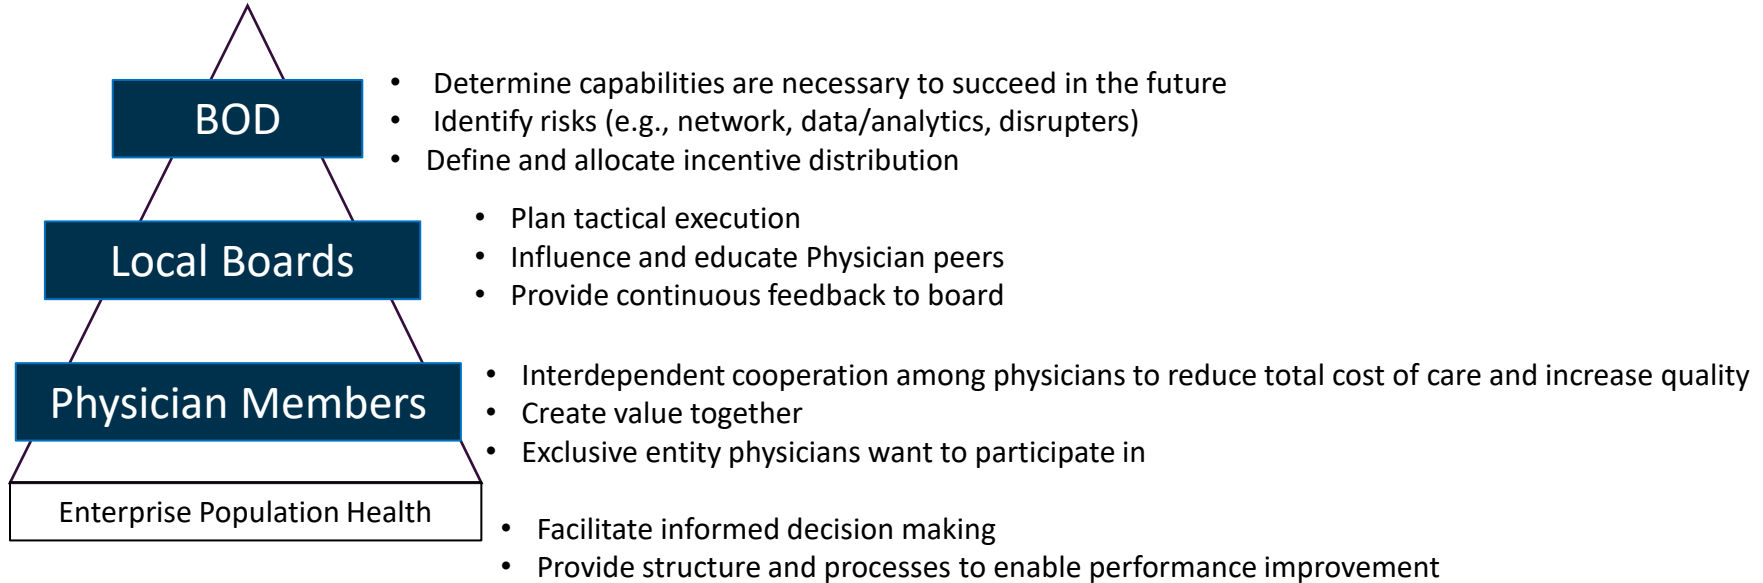 BOD
• Determine capabilities are necessary to succeed in the future
• Identify risks (e.g., network, data/analytics, disrupters)
• Define and allocate incentive distribution
Local Boards
• Plan tactical execution
• Influence and educate Physician peers
• Provide continuous feedback to board
Physician Members
• Interdependent cooperation among physicians to reduce total cost of care and increase quality
• Create value together
• Exclusive entity physicians want to participate in
Enterprise Population Health
• Facilitate informed decision making
• Provide structure and processes to enable performance improvement